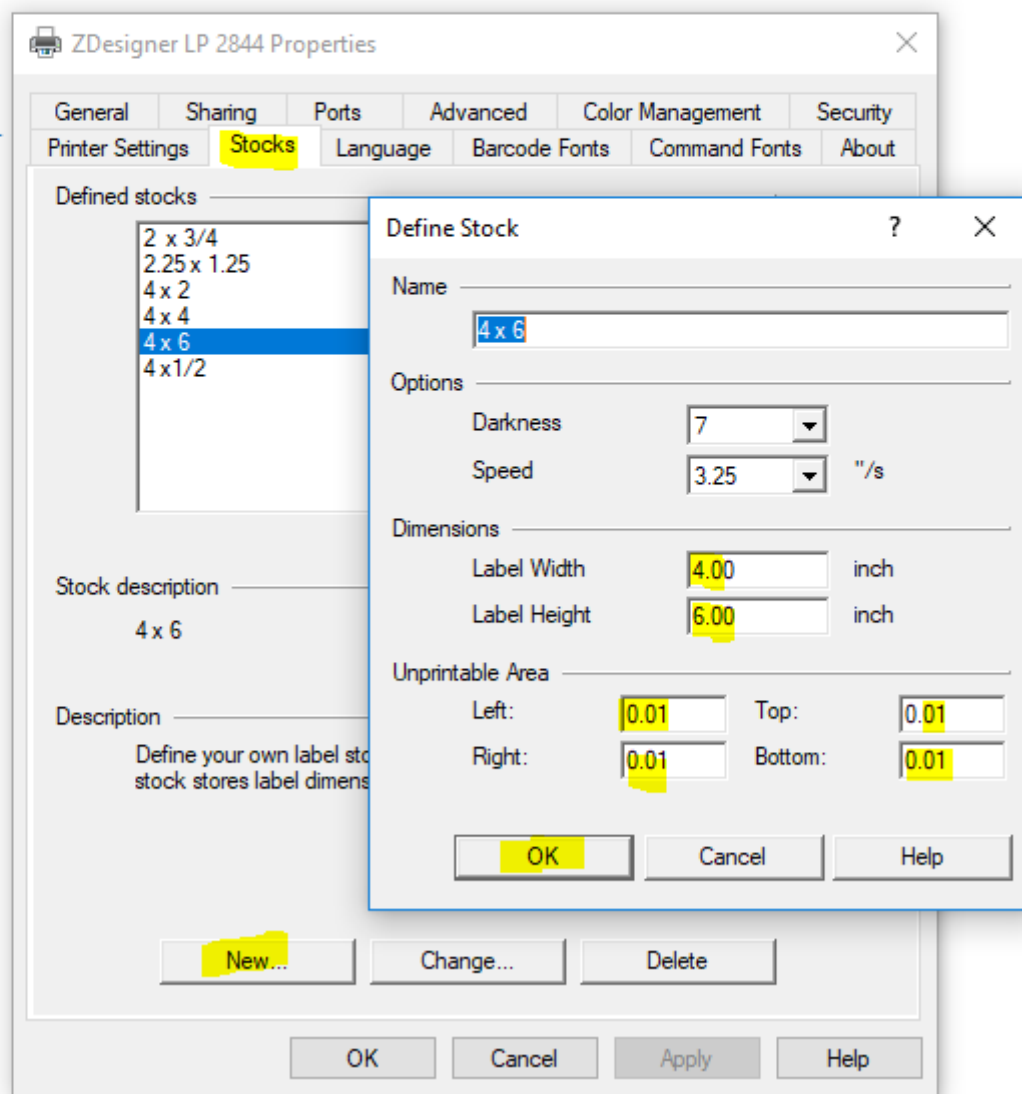 ZDesigner LP 2844 Properties
General Sharing Ports Advanced Color Management Security
Printer Settings Stocks Language Barcode Fonts Command Fonts About
Defined stocks
2 x 3/4
2.25 x 1.25
4 x 2
4 x 4
4 x 6
4 x1/2
Stock description
4 x 6
Description
Define your own label sto
stock stores label dimens
New... Change... Delete
OK Cancel Apply Help
Define Stock ?
Name
4 x 6
Options
Darkness 7
Speed 3.25 "/s
Dimensions
Label Width 4.00 inch
Label Height 6.00 inch
Unprintable Area
Left: 0.01 Top: 0.01
Right: 0.01 Bottom: 0.01
OK Cancel Help